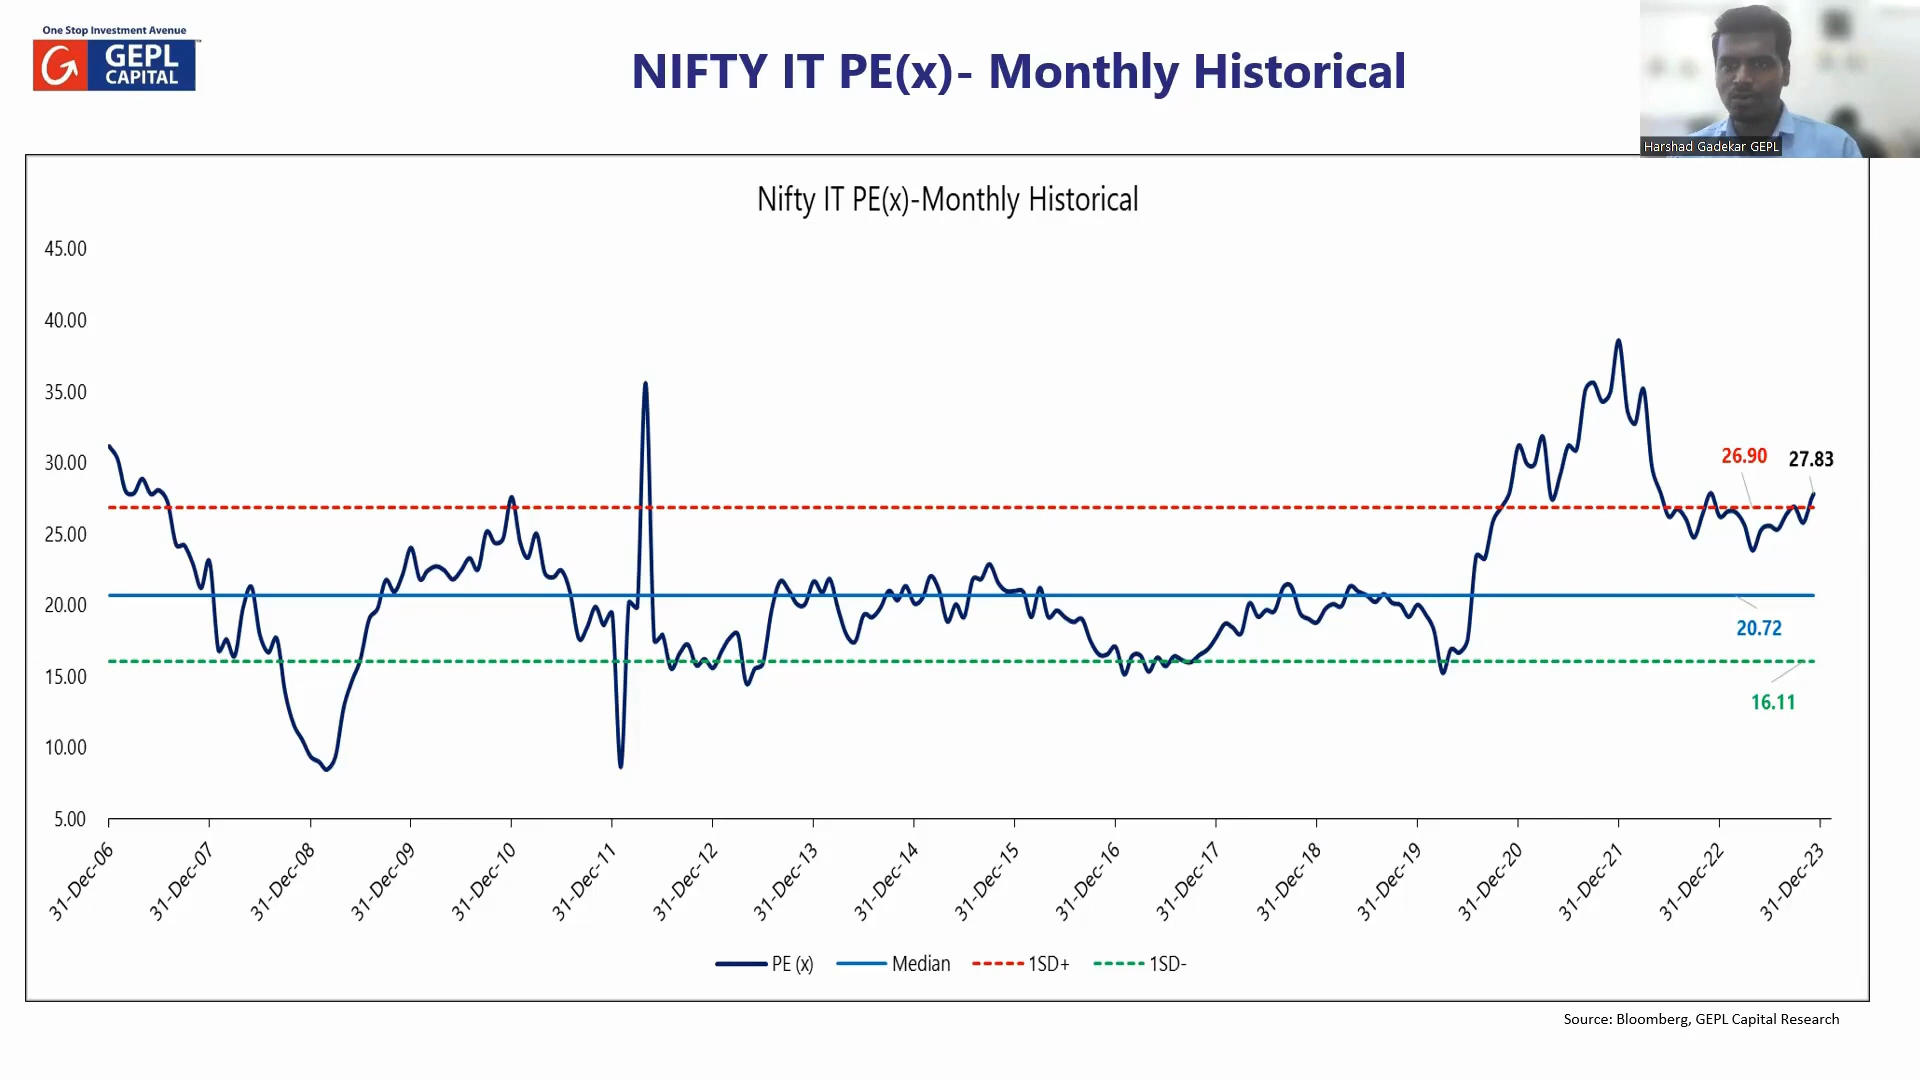 One Stop Investment Avenue
GEPL
CAPITAL
NIFTY IT PE(x)- Monthly Historical
Harshad Gadekar GEPL
Nifty IT PE(x)-Monthly Historical
45.00
40.00
35.00
30.00
25.00
20.00
15.00
10.00
5.00
26.90
27.83
20.72
16.11
31-Dec-06
31-Dec-07
31-Dec-08
31-Dec-09
31-Dec-10
31-Dec-11
31-Dec-12
31-Dec-13
31-Dec-14
31-Dec-15
31-Dec-16
31-Dec-17
31-Dec-18
31-Dec-19
31-Dec-20
31-Dec-21
31-Dec-22
31-Dec-23
PE (x) Median 1SD+ 1SD-
Source: Bloomberg, GEPL Capital Research